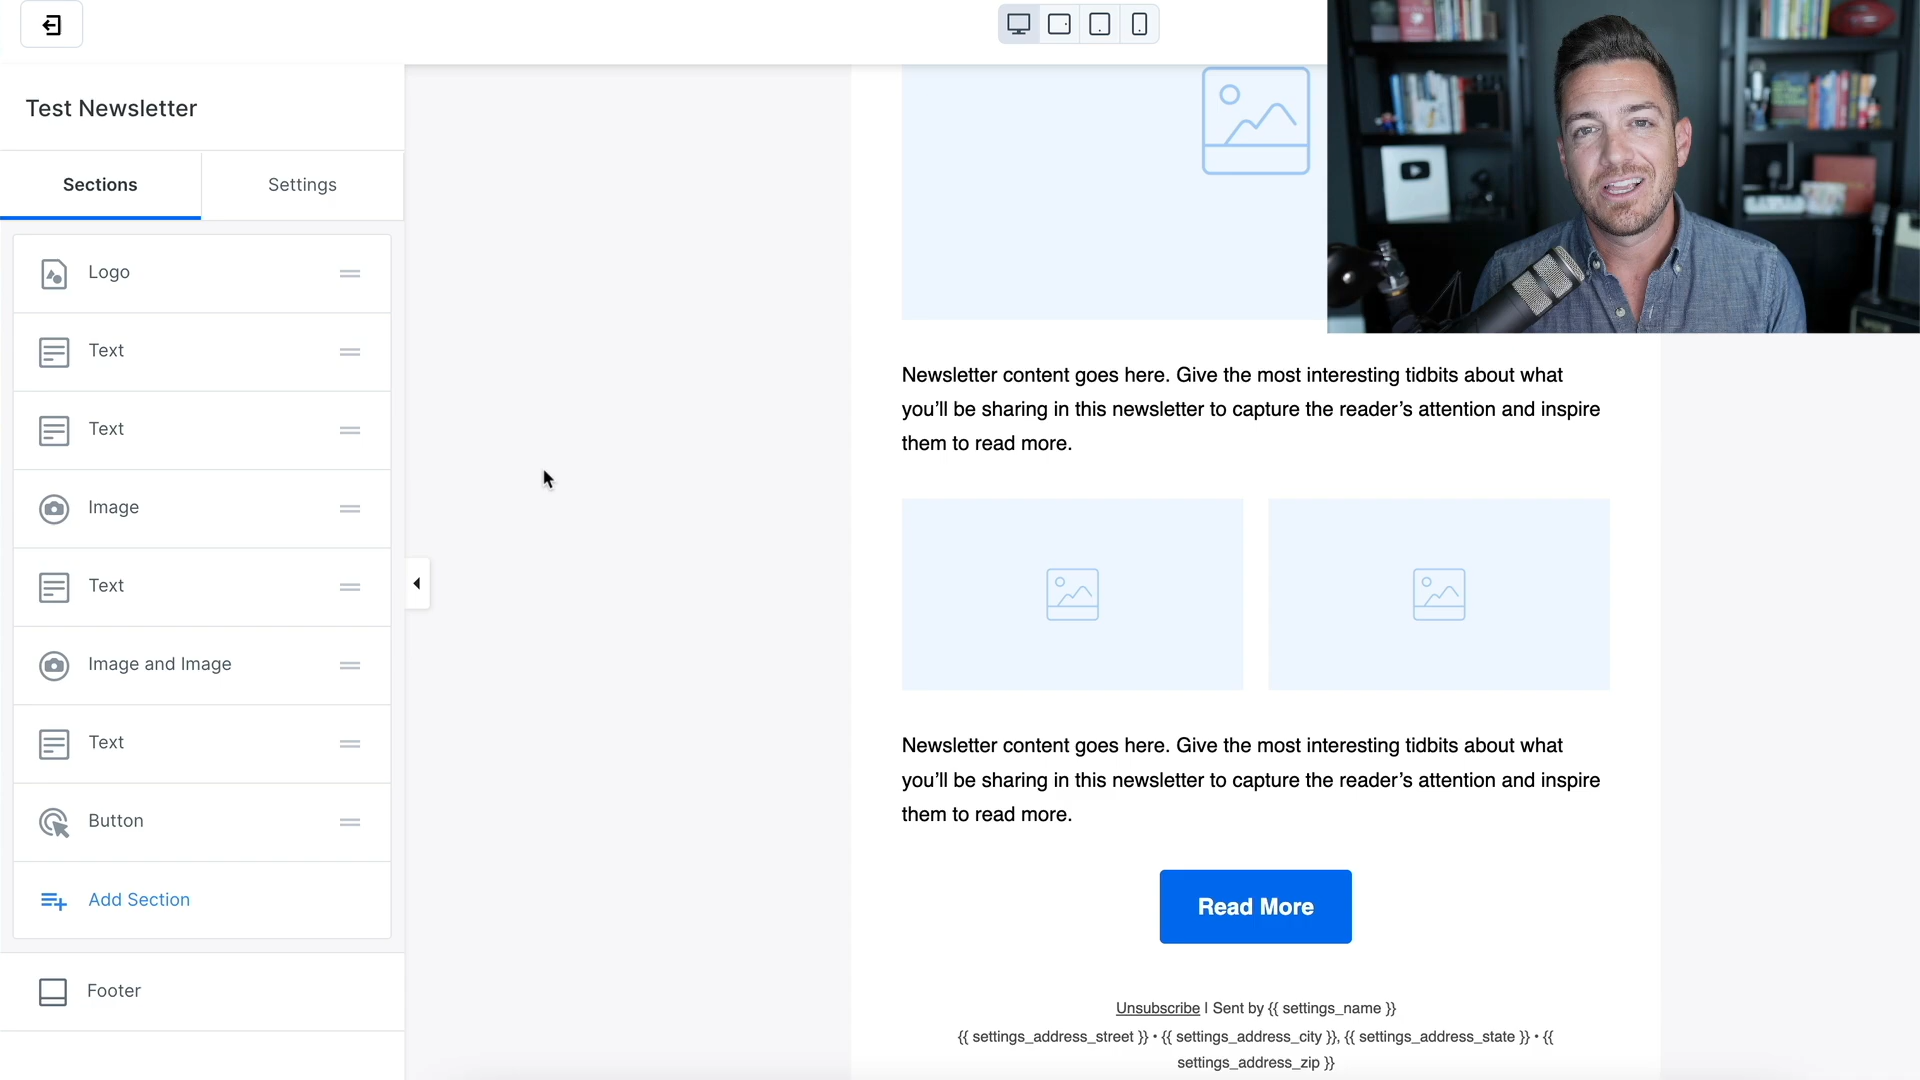 Test Newsletter
Sections
Settings
Logo
Text
Text
Image
Text
Image and Image
Text
Button
Add Section
Footer
Newsletter content goes here. Give the most interesting tidbits about what
you’ll be sharing in this newsletter to capture the reader’s attention and inspire
them to read more.
Newsletter content goes here. Give the most interesting tidbits about what
you’ll be sharing in this newsletter to capture the reader’s attention and inspire
them to read more.
Read More
Unsubscribe | Sent by {{ settings_name }}
{{ settings_address_street }} • {{ settings_address_city }}, {{ settings_address_state }} • {{
settings_address_zip }}